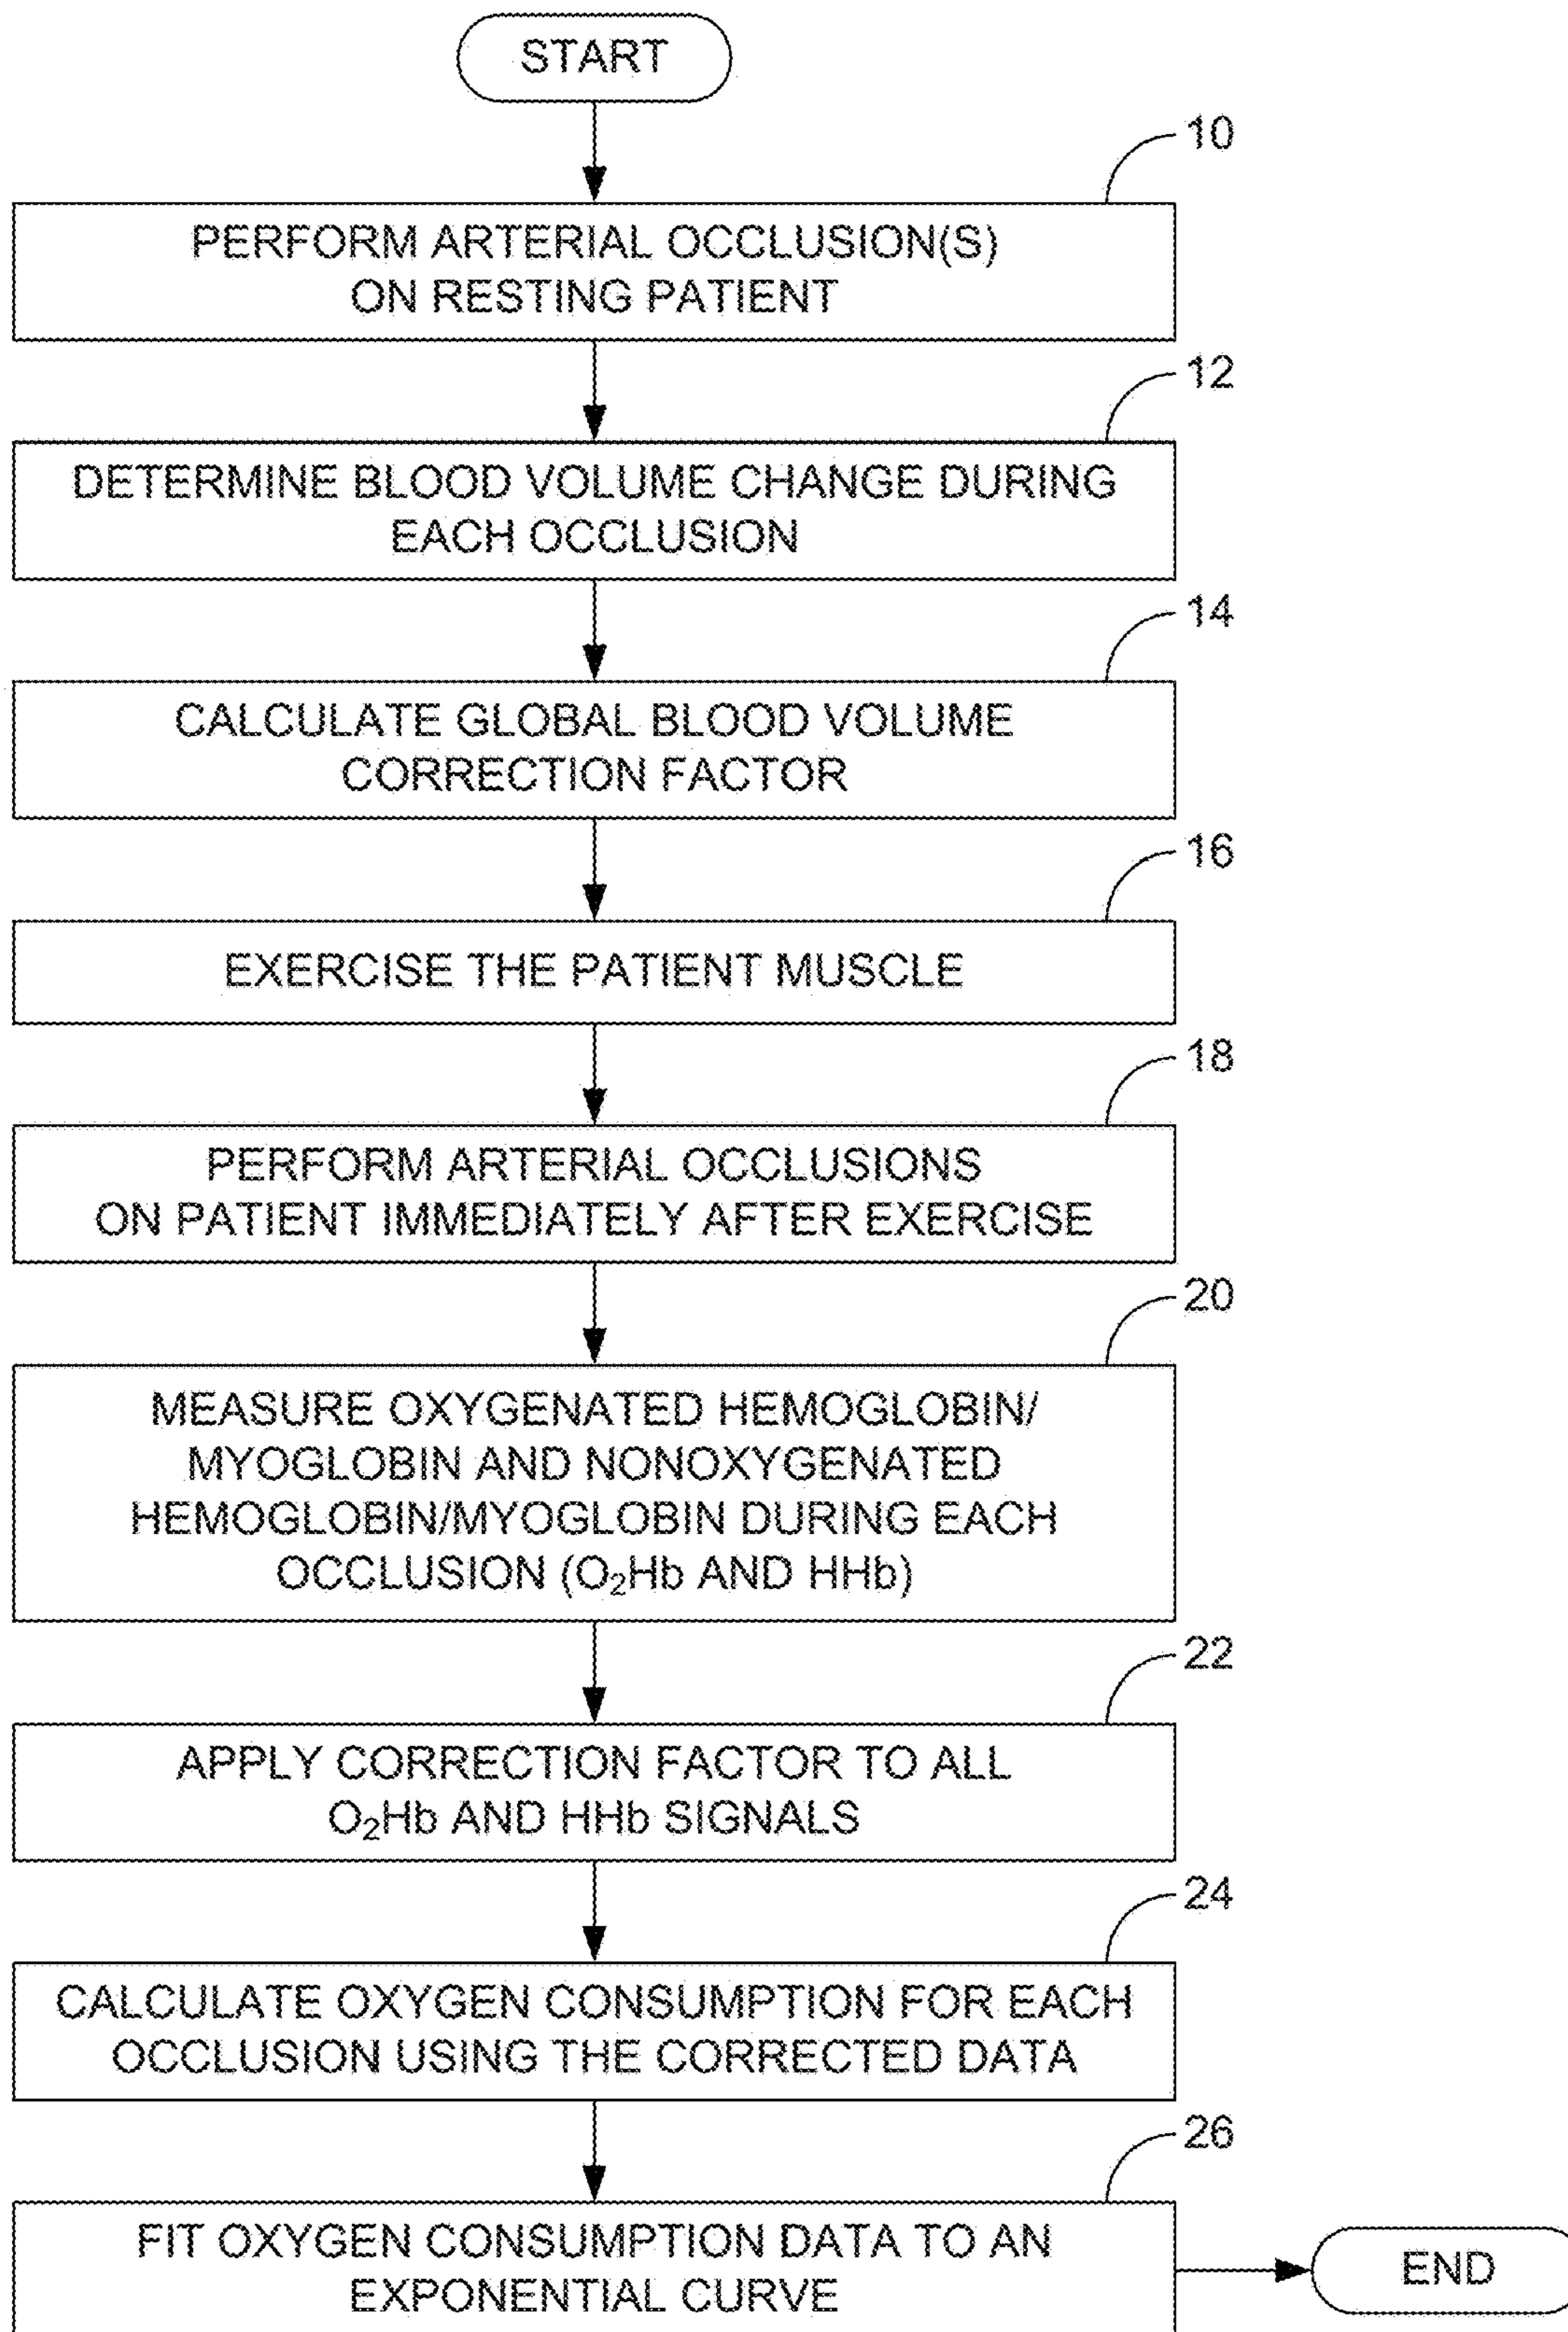 START
10
PERFORM ARTERIAL OCCLUSION(S)
ON RESTING PATIENT
12
DETERMINE BLOOD VOLUME CHANGE DURING
EACH OCCLUSION
14
CALCULATE GLOBAL BLOOD VOLUME
CORRECTION FACTOR
16
EXERCISE THE PATIENT MUSCLE
18
PERFORM ARTERIAL OCCLUSIONS
ON PATIENT IMMEDIATELY AFTER EXERCISE
20
MEASURE OXYGENATED HEMOGLOBIN/
MYOGLOBIN AND NONOXYGENATED
HEMOGLOBIN/MYOGLOBIN DURING EACH
OCCLUSION (O₂Hb AND HHb)
22
APPLY CORRECTION FACTOR TO ALL
O₂Hb AND HHb SIGNALS
24
CALCULATE OXYGEN CONSUMPTION FOR EACH
OCCLUSION USING THE CORRECTED DATA
26
FIT OXYGEN CONSUMPTION DATA TO AN
EXPONENTIAL CURVE
END